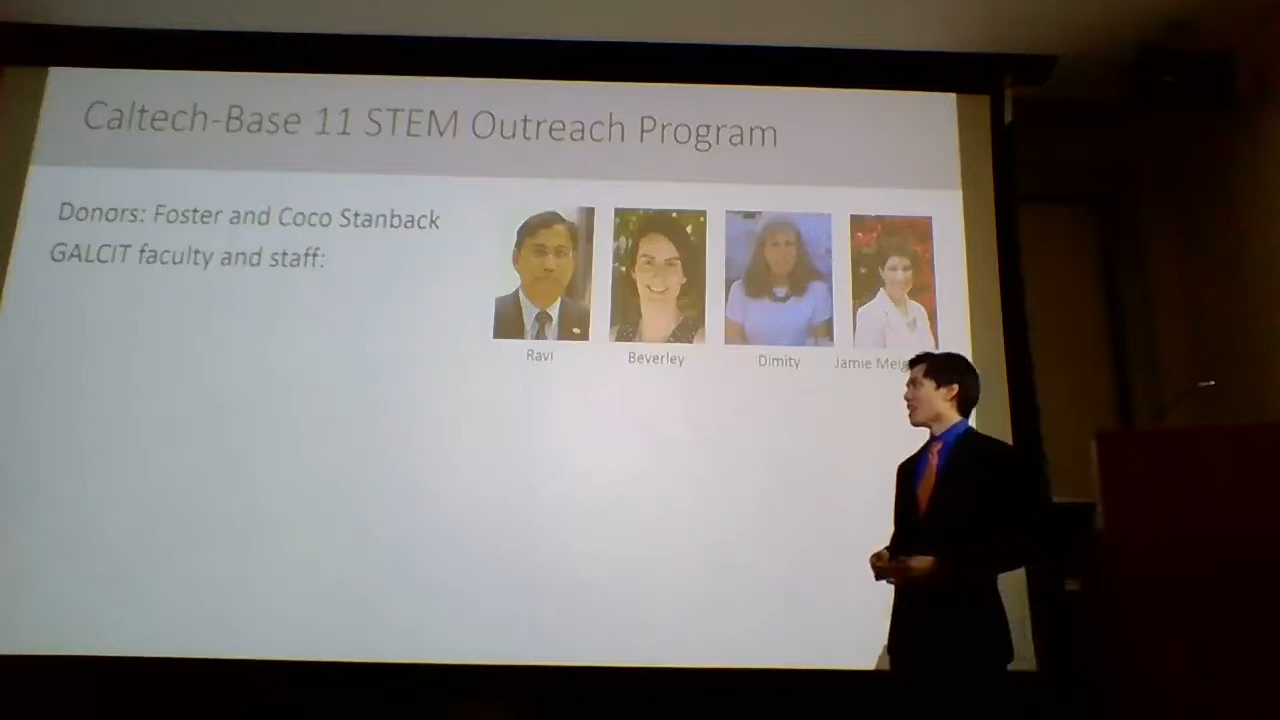 Caltech-Base 11 STEM Outreach Program
Donors: Foster and Coco Stanback
GALCIT faculty and staff:
Ravi
Beverley
Dimity
Jamie